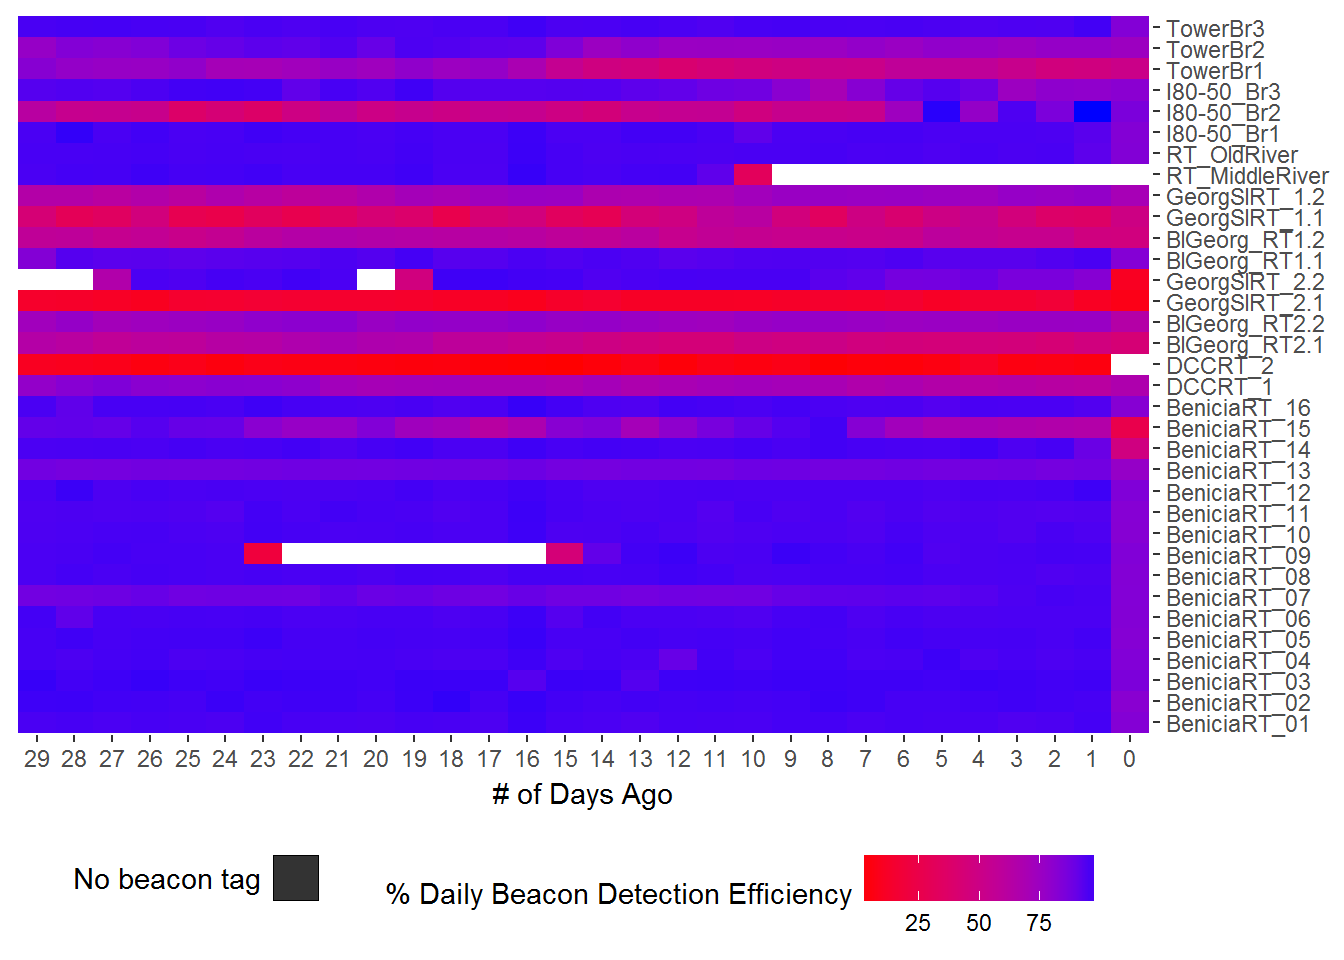 TowerBr3
TowerBr2
TowerBr1
I80-50_Br3
I80-50_Br2
I80-50_Br1
RT_OldRiver
RT_MiddleRiver
GeorgSlRT_1.2
GeorgSlRT_1.1
BlGeorg_RT1.2
BlGeorg_RT1.1
GeorgSlRT_2.2
GeorgSlRT_2.1
BlGeorg_RT2.2
BlGeorg_RT2.1
DCCRT_2
DCCRT_1
BeniciaRT_16
BeniciaRT_15
BeniciaRT_14
BeniciaRT_13
BeniciaRT_12
BeniciaRT_11
BeniciaRT_10
BeniciaRT_09
BeniciaRT_08
BeniciaRT_07
BeniciaRT_06
BeniciaRT_05
BeniciaRT_04
BeniciaRT_03
BeniciaRT_02
BeniciaRT_01
29 28 27 26 25 24 23 22 21 20 19 18 17 16 15 14 13 12 11 10 9 8 7 6 5 4 3 2 1 0
# of Days Ago
No beacon tag
% Daily Beacon Detection Efficiency
25 50 75